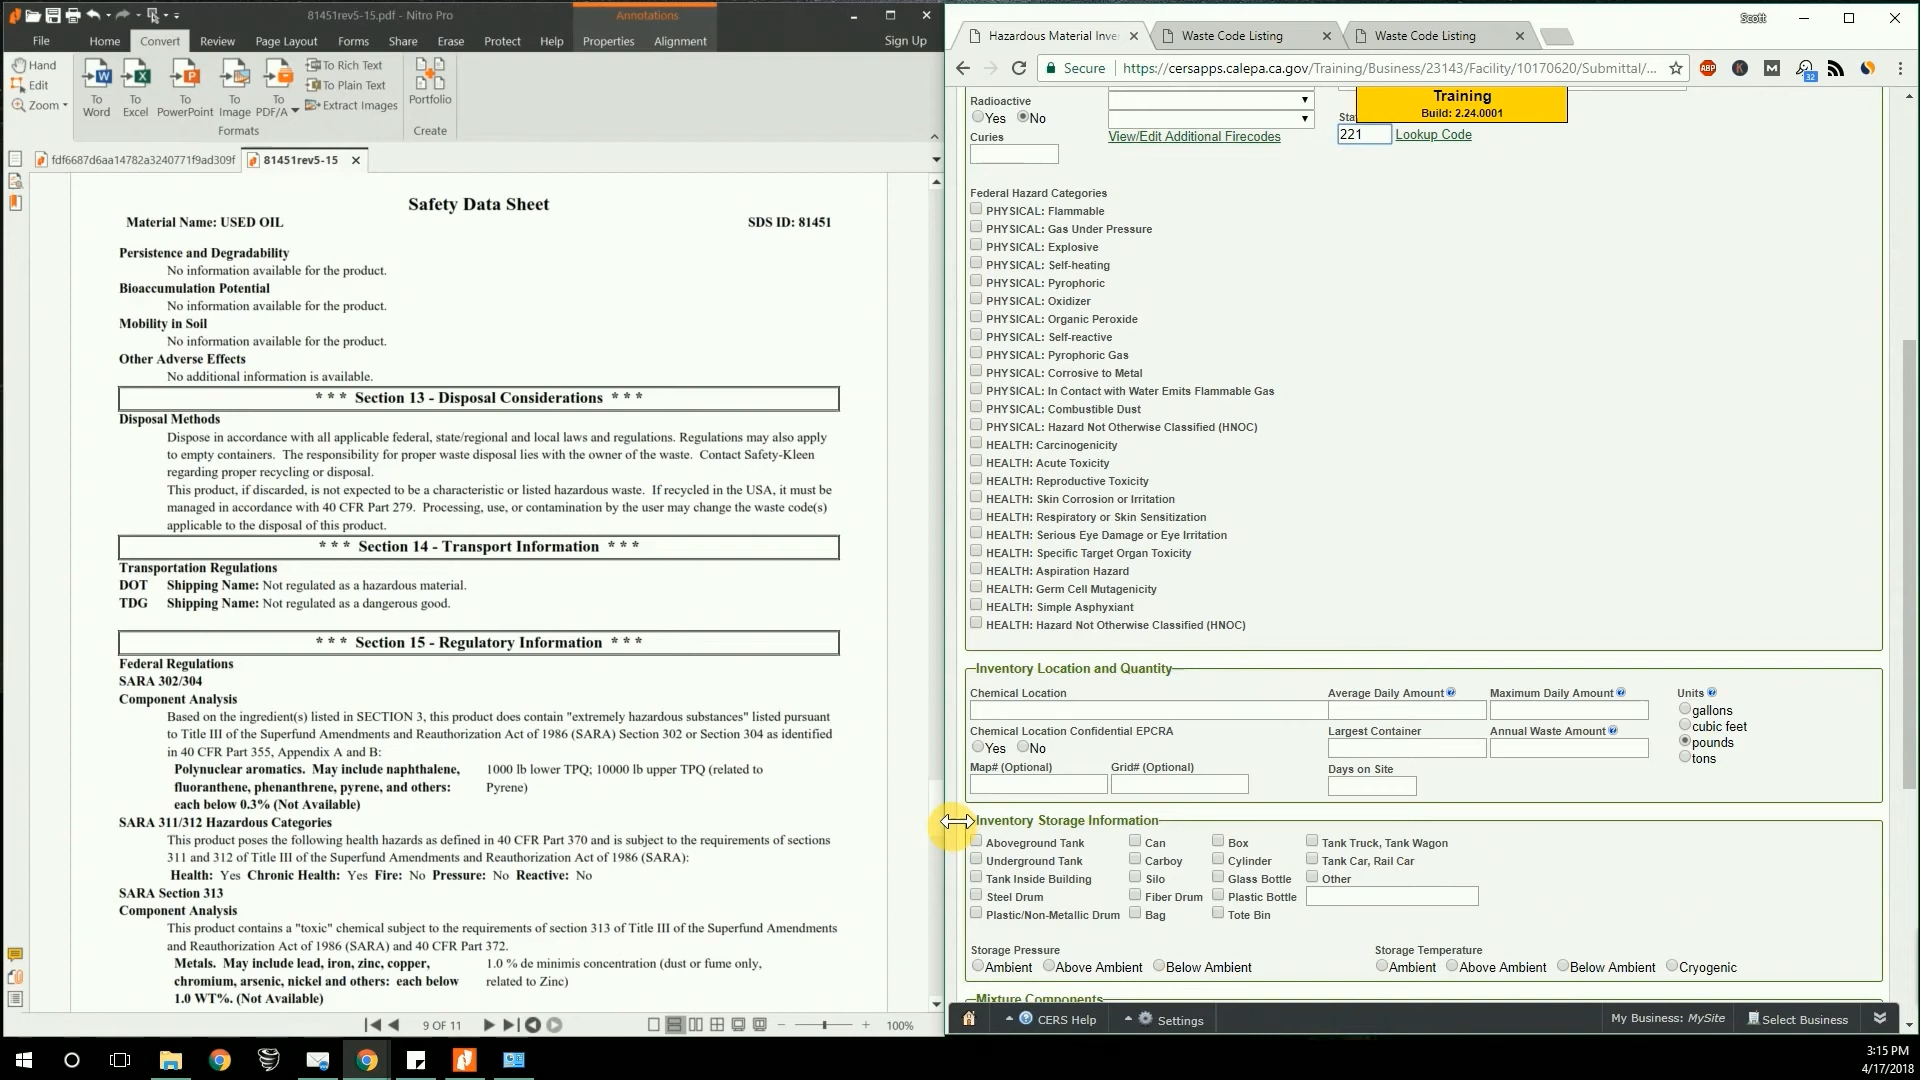 81451rev5-15.pdf - Nitro Pro
Annotations
File
Home
Convert
Review
Page Layout
Forms
Share
Erase
Protect
Help
Properties
Alignment
Sign Up
Hand
Edit
Zoom
To Word
To Excel
To PowerPoint
To Image
To PDF/A
To Rich Text
To Plain Text
Extract Images
Portfolio
Formats
Create
fdf6687d6aa14782a3240771f9ad309f
81451rev5-15
Safety Data Sheet
Material Name: USED OIL
SDS ID: 81451
Persistence and Degradability
No information available for the product.
Bioaccumulation Potential
No information available for the product.
Mobility in Soil
No information available for the product.
Other Adverse Effects
No additional information is available.
* * * Section 13 - Disposal Considerations * * *
Disposal Methods
Dispose in accordance with all applicable federal, state/regional and local laws and regulations. Regulations may also apply
to empty containers. The responsibility for proper waste disposal lies with the owner of the waste. Contact Safety-Kleen
regarding proper recycling or disposal.
This product, if discarded, is not expected to be a characteristic or listed hazardous waste. If recycled in the USA, it must be
managed in accordance with 40 CFR Part 279. Processing, use, or contamination by the user may change the waste code(s)
applicable to the disposal of this product.
* * * Section 14 - Transport Information * * *
Transportation Regulations
DOT Shipping Name: Not regulated as a hazardous material.
TDG Shipping Name: Not regulated as a dangerous good.
* * * Section 15 - Regulatory Information * * *
Federal Regulations
SARA 302/304
Component Analysis
Based on the ingredient(s) listed in SECTION 3, this product does contain "extremely hazardous substances" listed pursuant
to Title III of the Superfund Amendments and Reauthorization Act of 1986 (SARA) Section 302 or Section 304 as identified
in 40 CFR Part 355, Appendix A and B:
Polynuclear aromatics. May include naphthalene, 1000 lb lower TPQ; 10000 lb upper TPQ (related to
fluoranthene, phenanthrene, pyrene, and others: Pyrene)
each below 0.3% (Not Available)
SARA 311/312 Hazardous Categories
This product poses the following health hazards as defined in 40 CFR Part 370 and is subject to the requirements of sections
311 and 312 of Title III of the Superfund Amendments and Reauthorization Act of 1986 (SARA):
Health: Yes Chronic Health: Yes Fire: No Pressure: No Reactive: No
SARA Section 313
Component Analysis
This product contains a "toxic" chemical subject to the requirements of section 313 of Title III of the Superfund Amendments
and Reauthorization Act of 1986 (SARA) and 40 CFR Part 372.
Metals. May include lead, iron, zinc, copper, 1.0 % de minimis concentration (dust or fume only,
chromium, arsenic, nickel and others: each below related to Zinc)
1.0 WT%. (Not Available)
9 OF 11
100%
Scott
Hazardous Material Inve
Waste Code Listing
Waste Code Listing
Secure
https://cersapps.calepa.ca.gov/Training/Business/23143/Facility/10170620/Submittal/...
ABP
K
M
32
Training
Build: 2.24.0001
Radioactive
Yes No
Curies
View/Edit Additional Firecodes
Sta
221
Lookup Code
Federal Hazard Categories
PHYSICAL: Flammable
PHYSICAL: Gas Under Pressure
PHYSICAL: Explosive
PHYSICAL: Self-heating
PHYSICAL: Pyrophoric
PHYSICAL: Oxidizer
PHYSICAL: Organic Peroxide
PHYSICAL: Self-reactive
PHYSICAL: Pyrophoric Gas
PHYSICAL: Corrosive to Metal
PHYSICAL: In Contact with Water Emits Flammable Gas
PHYSICAL: Combustible Dust
PHYSICAL: Hazard Not Otherwise Classified (HNOC)
HEALTH: Carcinogenicity
HEALTH: Acute Toxicity
HEALTH: Reproductive Toxicity
HEALTH: Skin Corrosion or Irritation
HEALTH: Respiratory or Skin Sensitization
HEALTH: Serious Eye Damage or Eye Irritation
HEALTH: Specific Target Organ Toxicity
HEALTH: Aspiration Hazard
HEALTH: Germ Cell Mutagenicity
HEALTH: Simple Asphyxiant
HEALTH: Hazard Not Otherwise Classified (HNOC)
Inventory Location and Quantity
Chemical Location
Average Daily Amount
Maximum Daily Amount
Units
gallons
cubic feet
pounds
tons
Chemical Location Confidential EPCRA
Yes No
Largest Container
Annual Waste Amount
Map# (Optional)
Grid# (Optional)
Days on Site
Inventory Storage Information
Aboveground Tank Can Box Tank Truck, Tank Wagon
Underground Tank Carboy Cylinder Tank Car, Rail Car
Tank Inside Building Silo Glass Bottle Other
Steel Drum Fiber Drum Plastic Bottle
Plastic/Non-Metallic Drum Bag Tote Bin
Storage Pressure
Ambient Above Ambient Below Ambient
Storage Temperature
Ambient Above Ambient Below Ambient Cryogenic
Mixture Components
CERS Help
Settings
My Business: MySite
Select Business
3:15 PM
4/17/2018